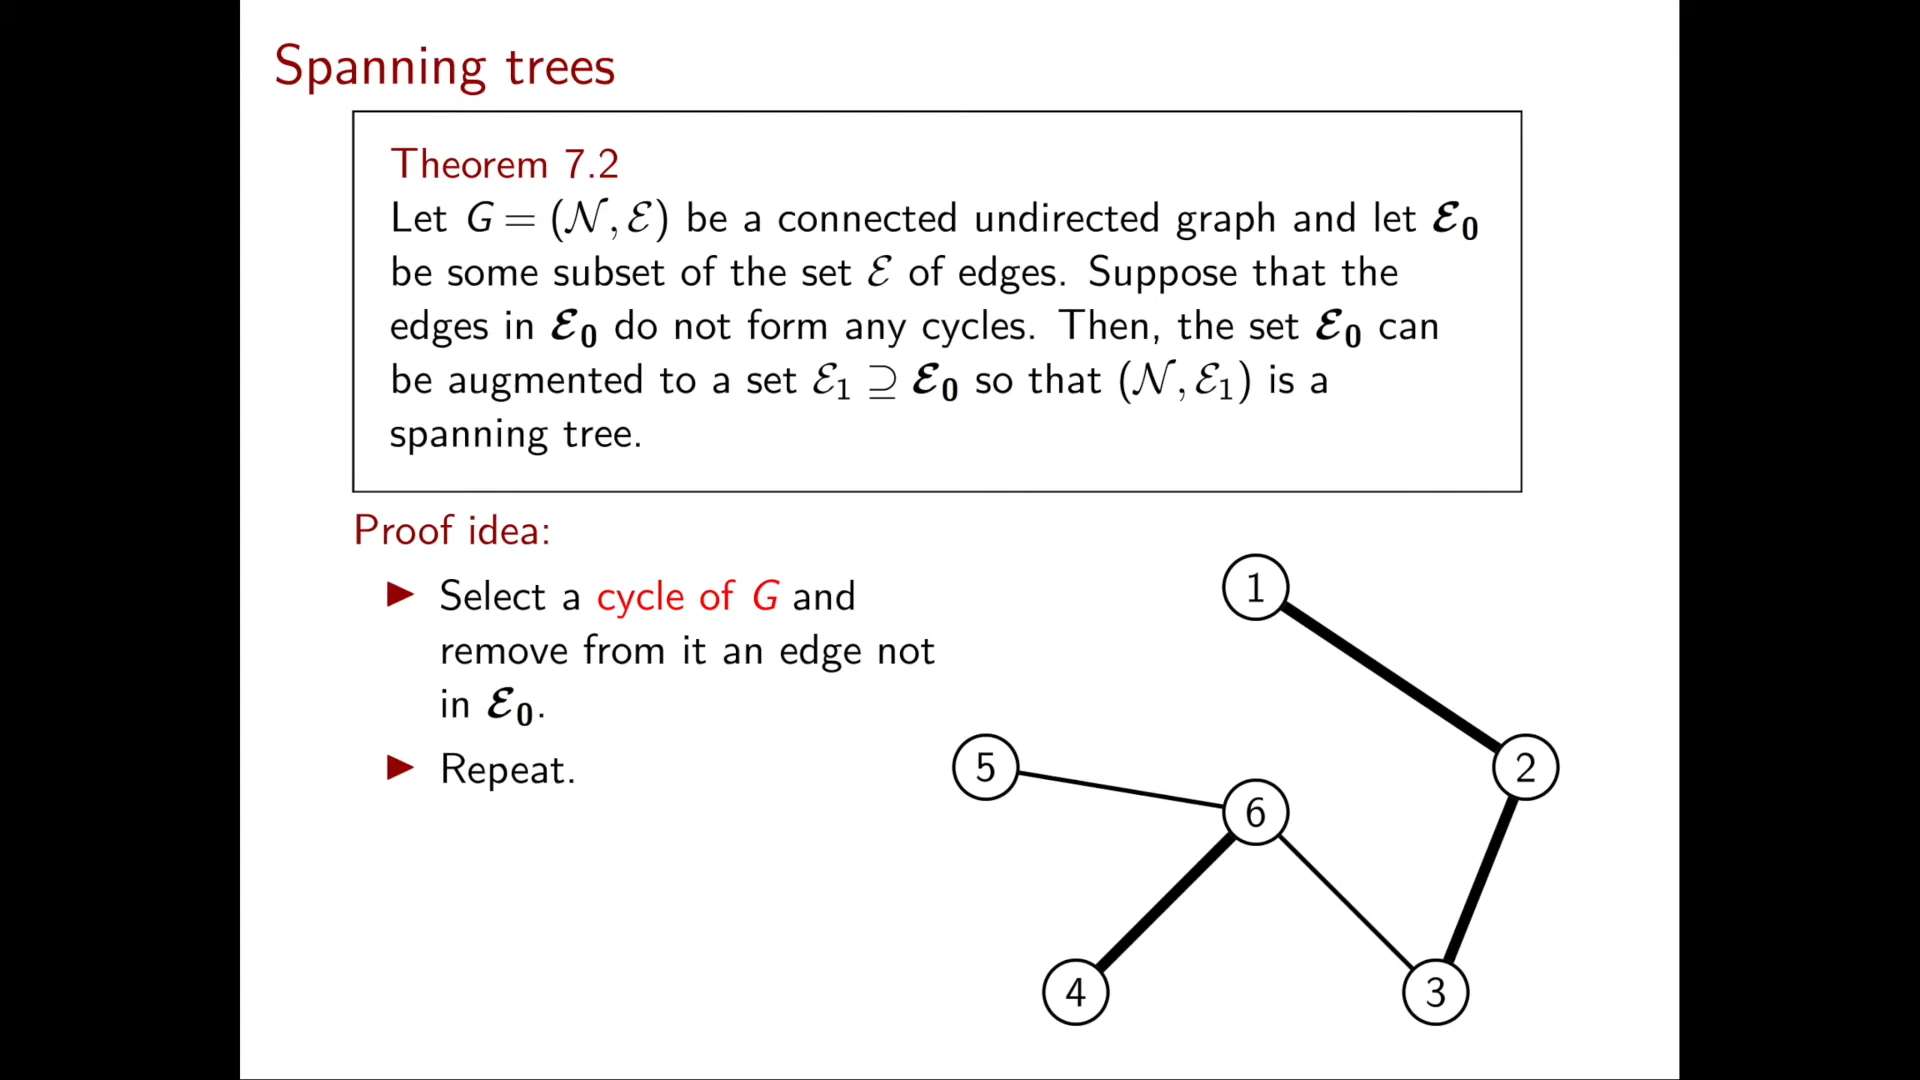 Spanning trees
Theorem 7.2
Let G = (𝒩, ℰ) be a connected undirected graph and let 𝓔₀
be some subset of the set ℰ of edges. Suppose that the
edges in 𝓔₀ do not form any cycles. Then, the set 𝓔₀ can
be augmented to a set ℰ₁ ⊇ 𝓔₀ so that (𝒩, ℰ₁) is a
spanning tree.
Proof idea:
▶ Select a cycle of G and
remove from it an edge not
in 𝓔₀.
▶ Repeat.
1
2
5
6
4
3